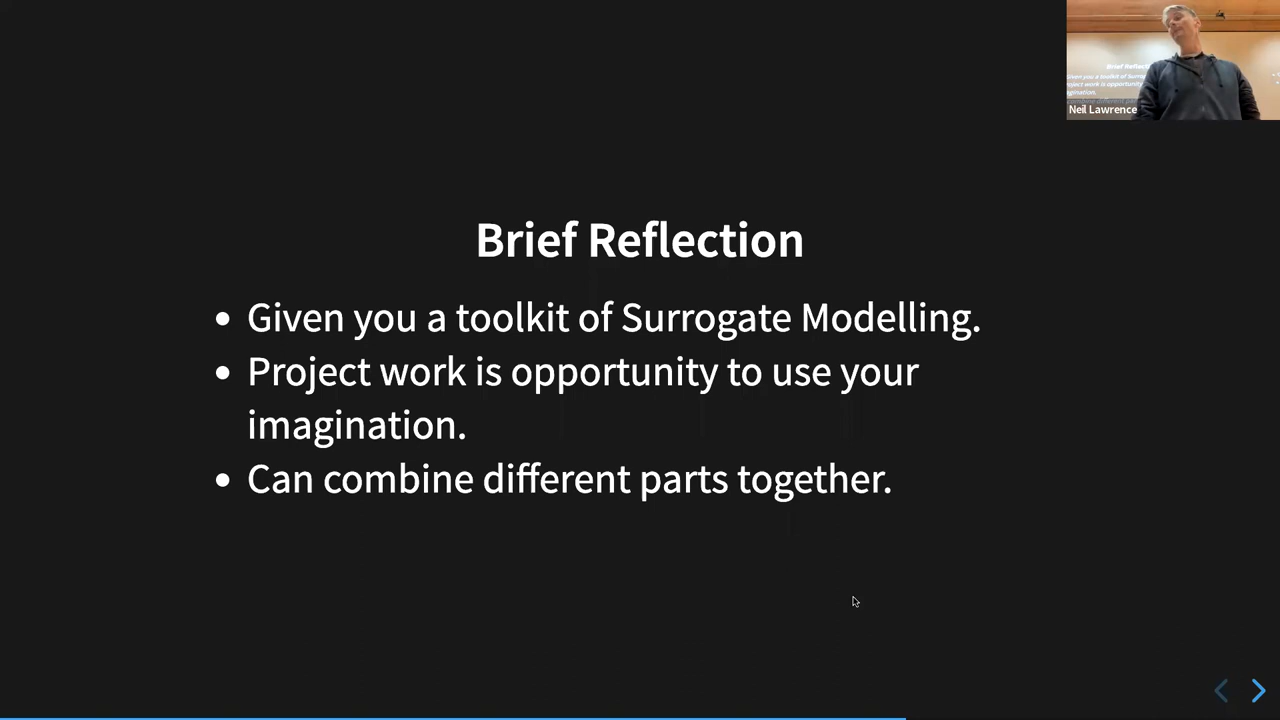 Brief Reflection
Given you a toolkit of Surrogate Modelling.
Project work is opportunity to use your
imagination.
Can combine different parts together.
Neil Lawrence